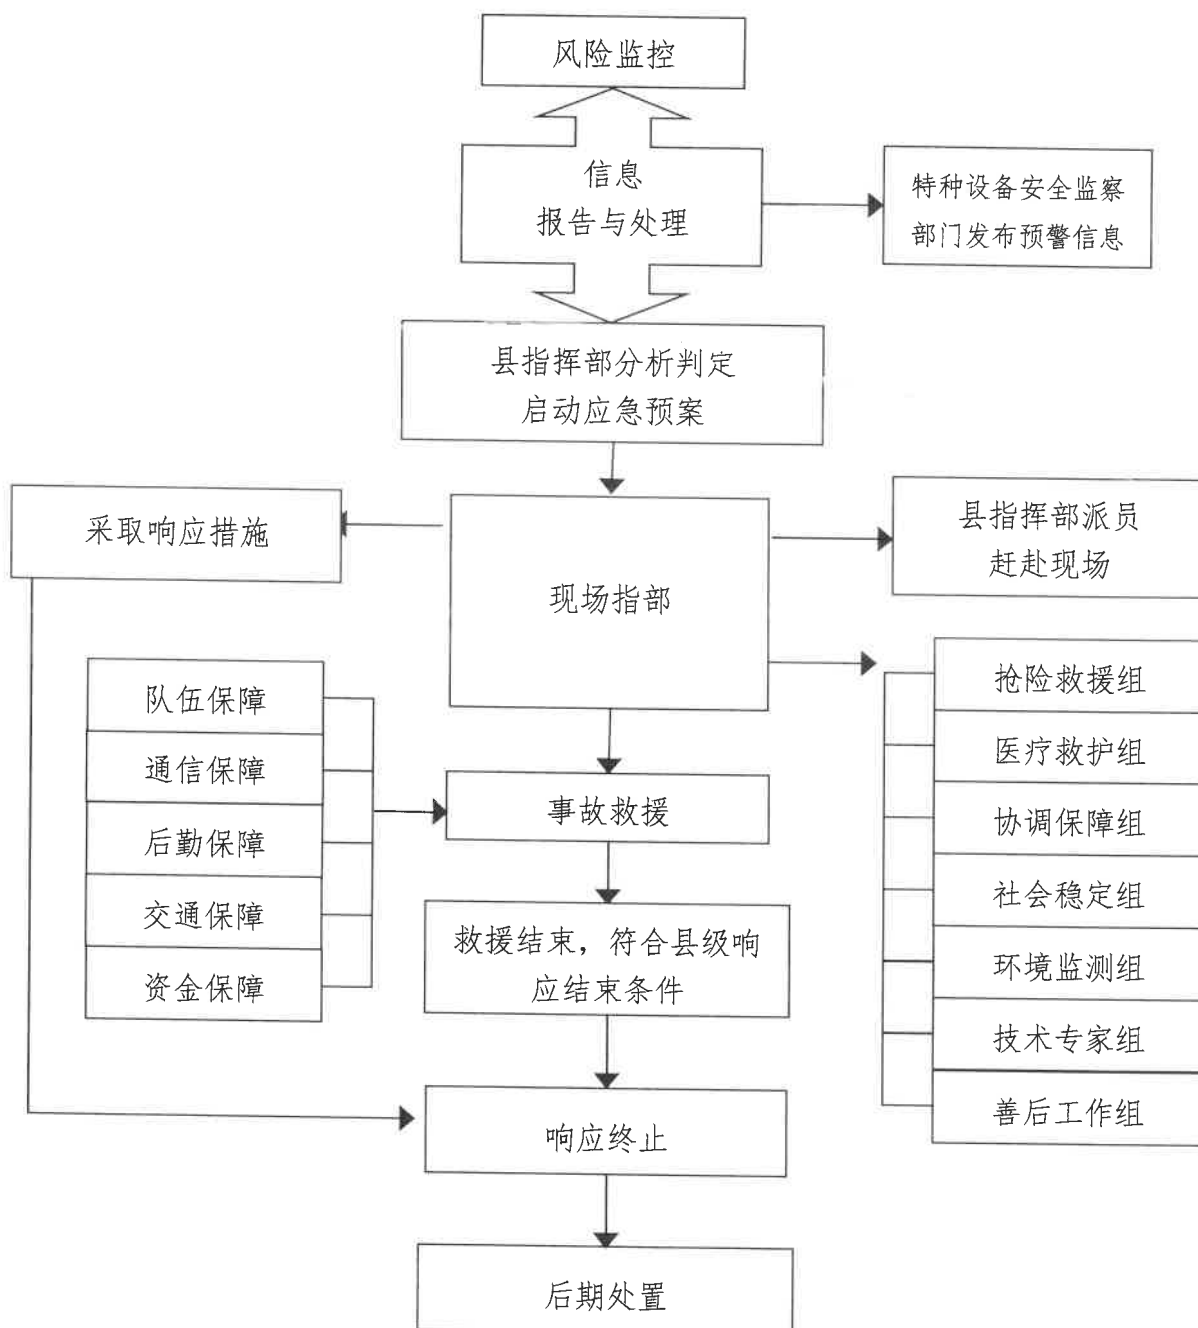 风险监控
信息
报告与处理
特种设备安全监察
部门发布预警信息
县指挥部分析判定
启动应急预案
采取响应措施
现场指部
县指挥部派员
赶赴现场
队伍保障
通信保障
后勤保障
交通保障
资金保障
事故救援
抢险救援组
医疗救护组
协调保障组
社会稳定组
环境监测组
技术专家组
善后工作组
救援结束，符合县级响
应结束条件
响应终止
后期处置